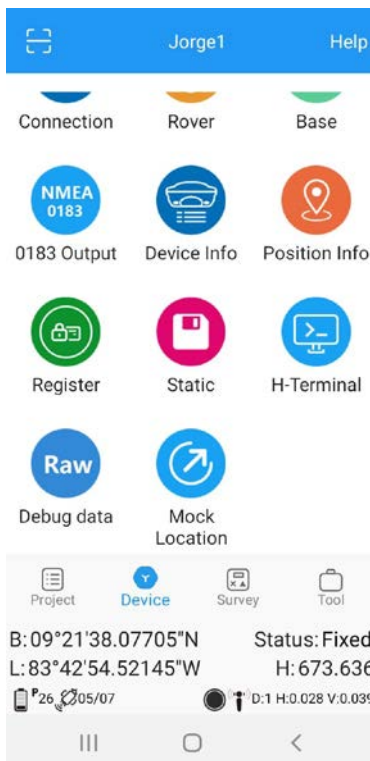 Jorge1 Help
Connection Rover Base
NMEA
0183
0183 Output Device Info Position Info
Register Static H-Terminal
Raw
Debug data Mock
Location
Project Device Survey Tool
B:09°21'38.07705"N Status:Fixed
L:83°42'54.52145"W H:673.636
P26 05/07 D:1 H:0.028 V:0.039